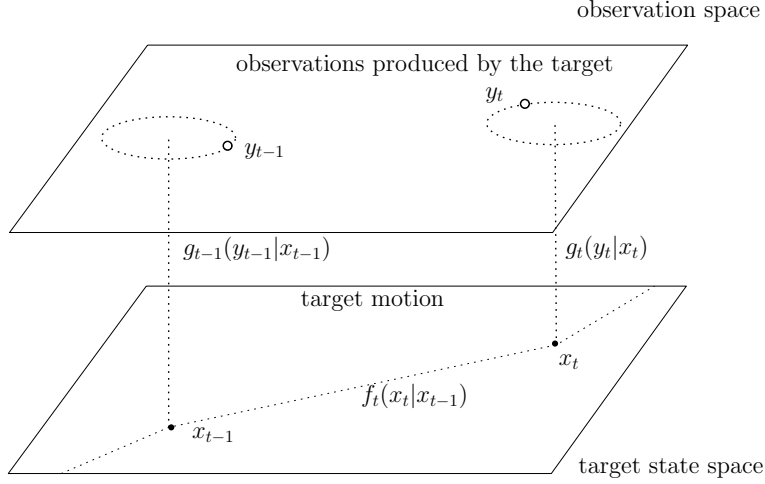 observation space
observations produced by the target
y_t
y_{t−1}
g_{t−1}(y_{t−1}|x_{t−1})
g_t(y_t|x_t)
target motion
x_t
f_t(x_t|x_{t−1})
x_{t−1}
target state space